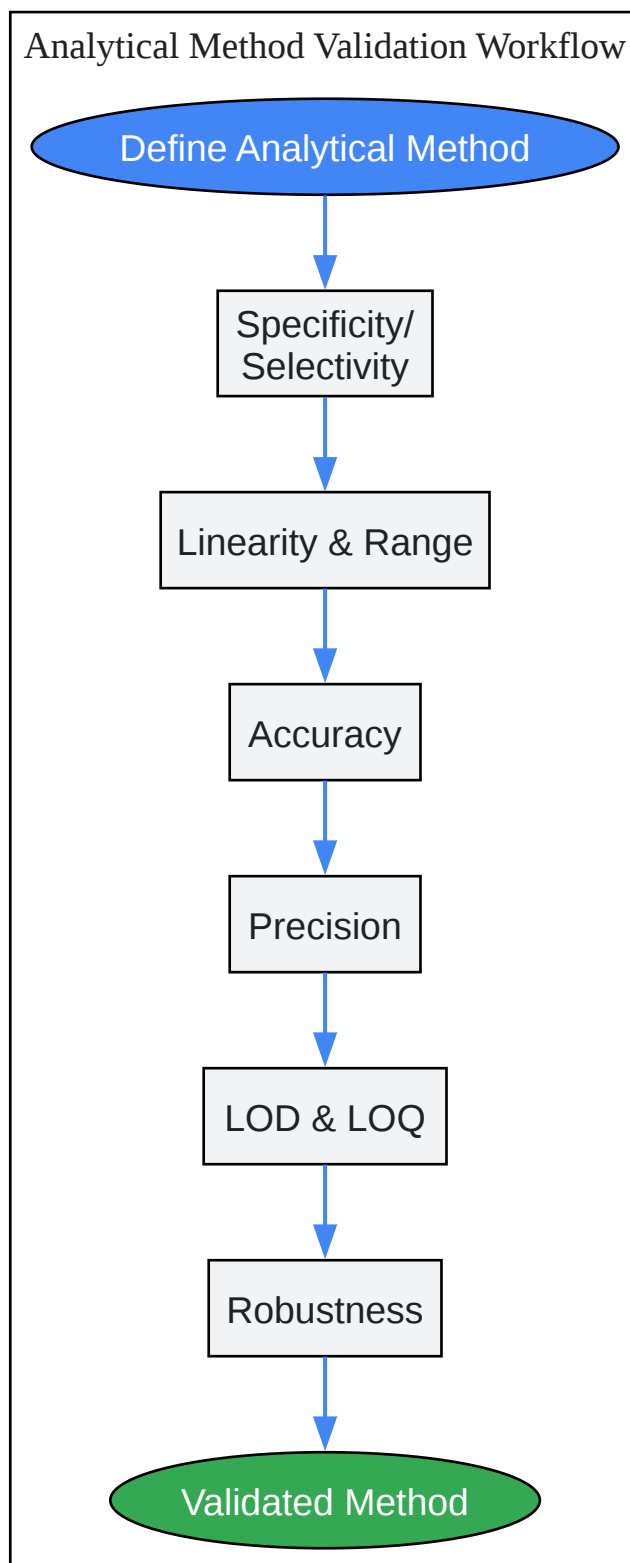 Analytical Method Validation Workflow
Define Analytical Method
Specificity/
Selectivity
Linearity & Range
Accuracy
Precision
LOD & LOQ
Robustness
Validated Method